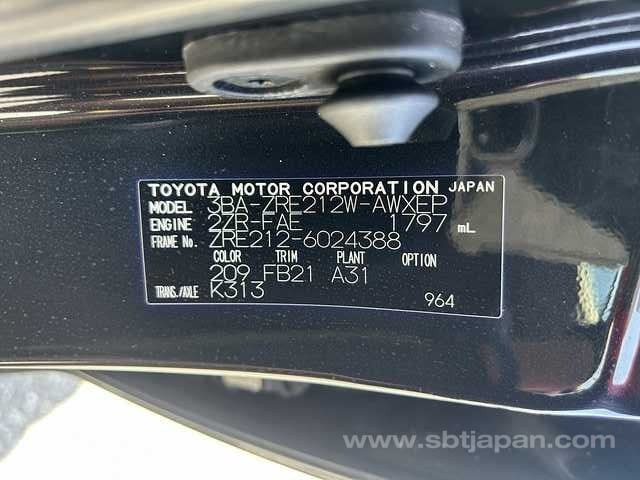 TOYOTA MOTOR CORPORATION JAPAN
MODEL 3BA-ZRE212W-AWXEP
ENGINE 2ZR-FAE 1797 mL
FRAME No. ZRE212-6024388
COLOR TRIM PLANT OPTION
209 FB21 A31
TRANS./AXLE K313
964
www.sbtjapan.com